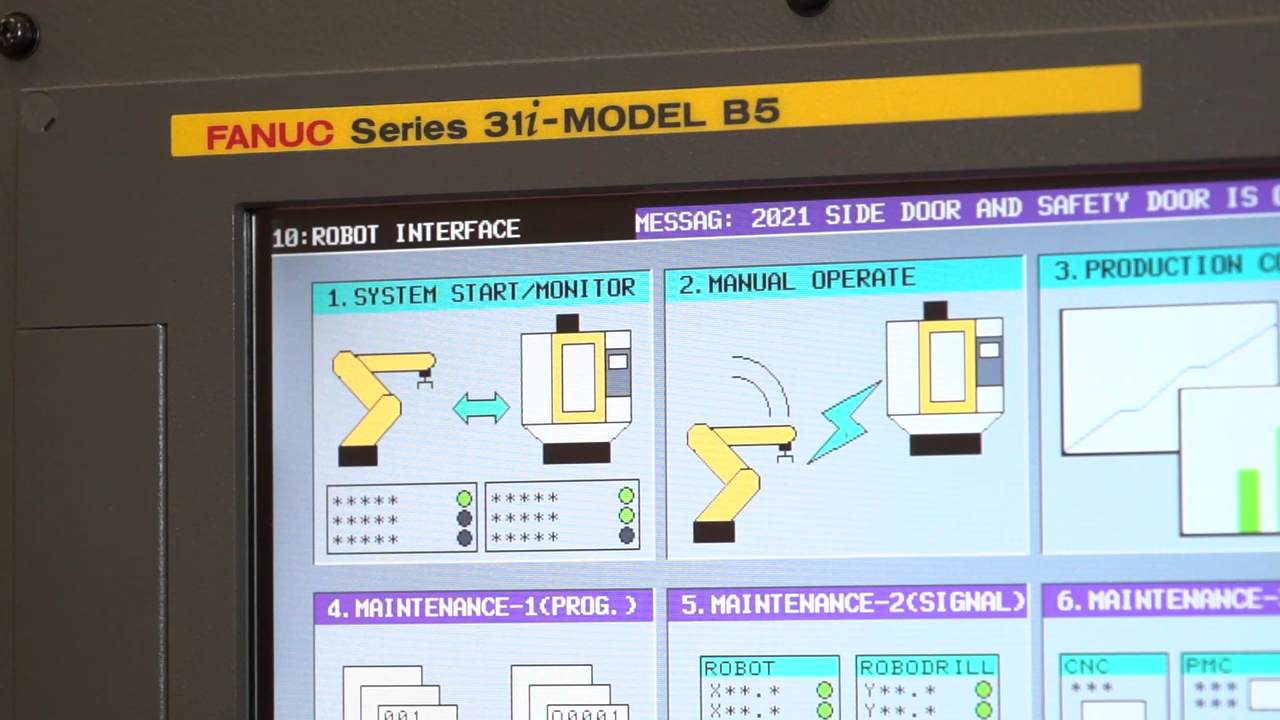 FANUC Series 31i-MODEL B5
10:ROBOT INTERFACE
MESSAG: 2021 SIDE DOOR AND SAFETY DOOR IS
1.SYSTEM START/MONITOR
2.MANUAL OPERATE
3.PRODUCTION
*****
*****
*****
*****
*****
*****
4.MAINTENANCE-1(PROG.)
5.MAINTENANCE-2(SIGNAL)
6.MAINTENANCE-
001
O0001
ROBOT
X**.*
X**.*
ROBODRILL
Y**.*
Y**.*
CNC
***
PMC
***
***